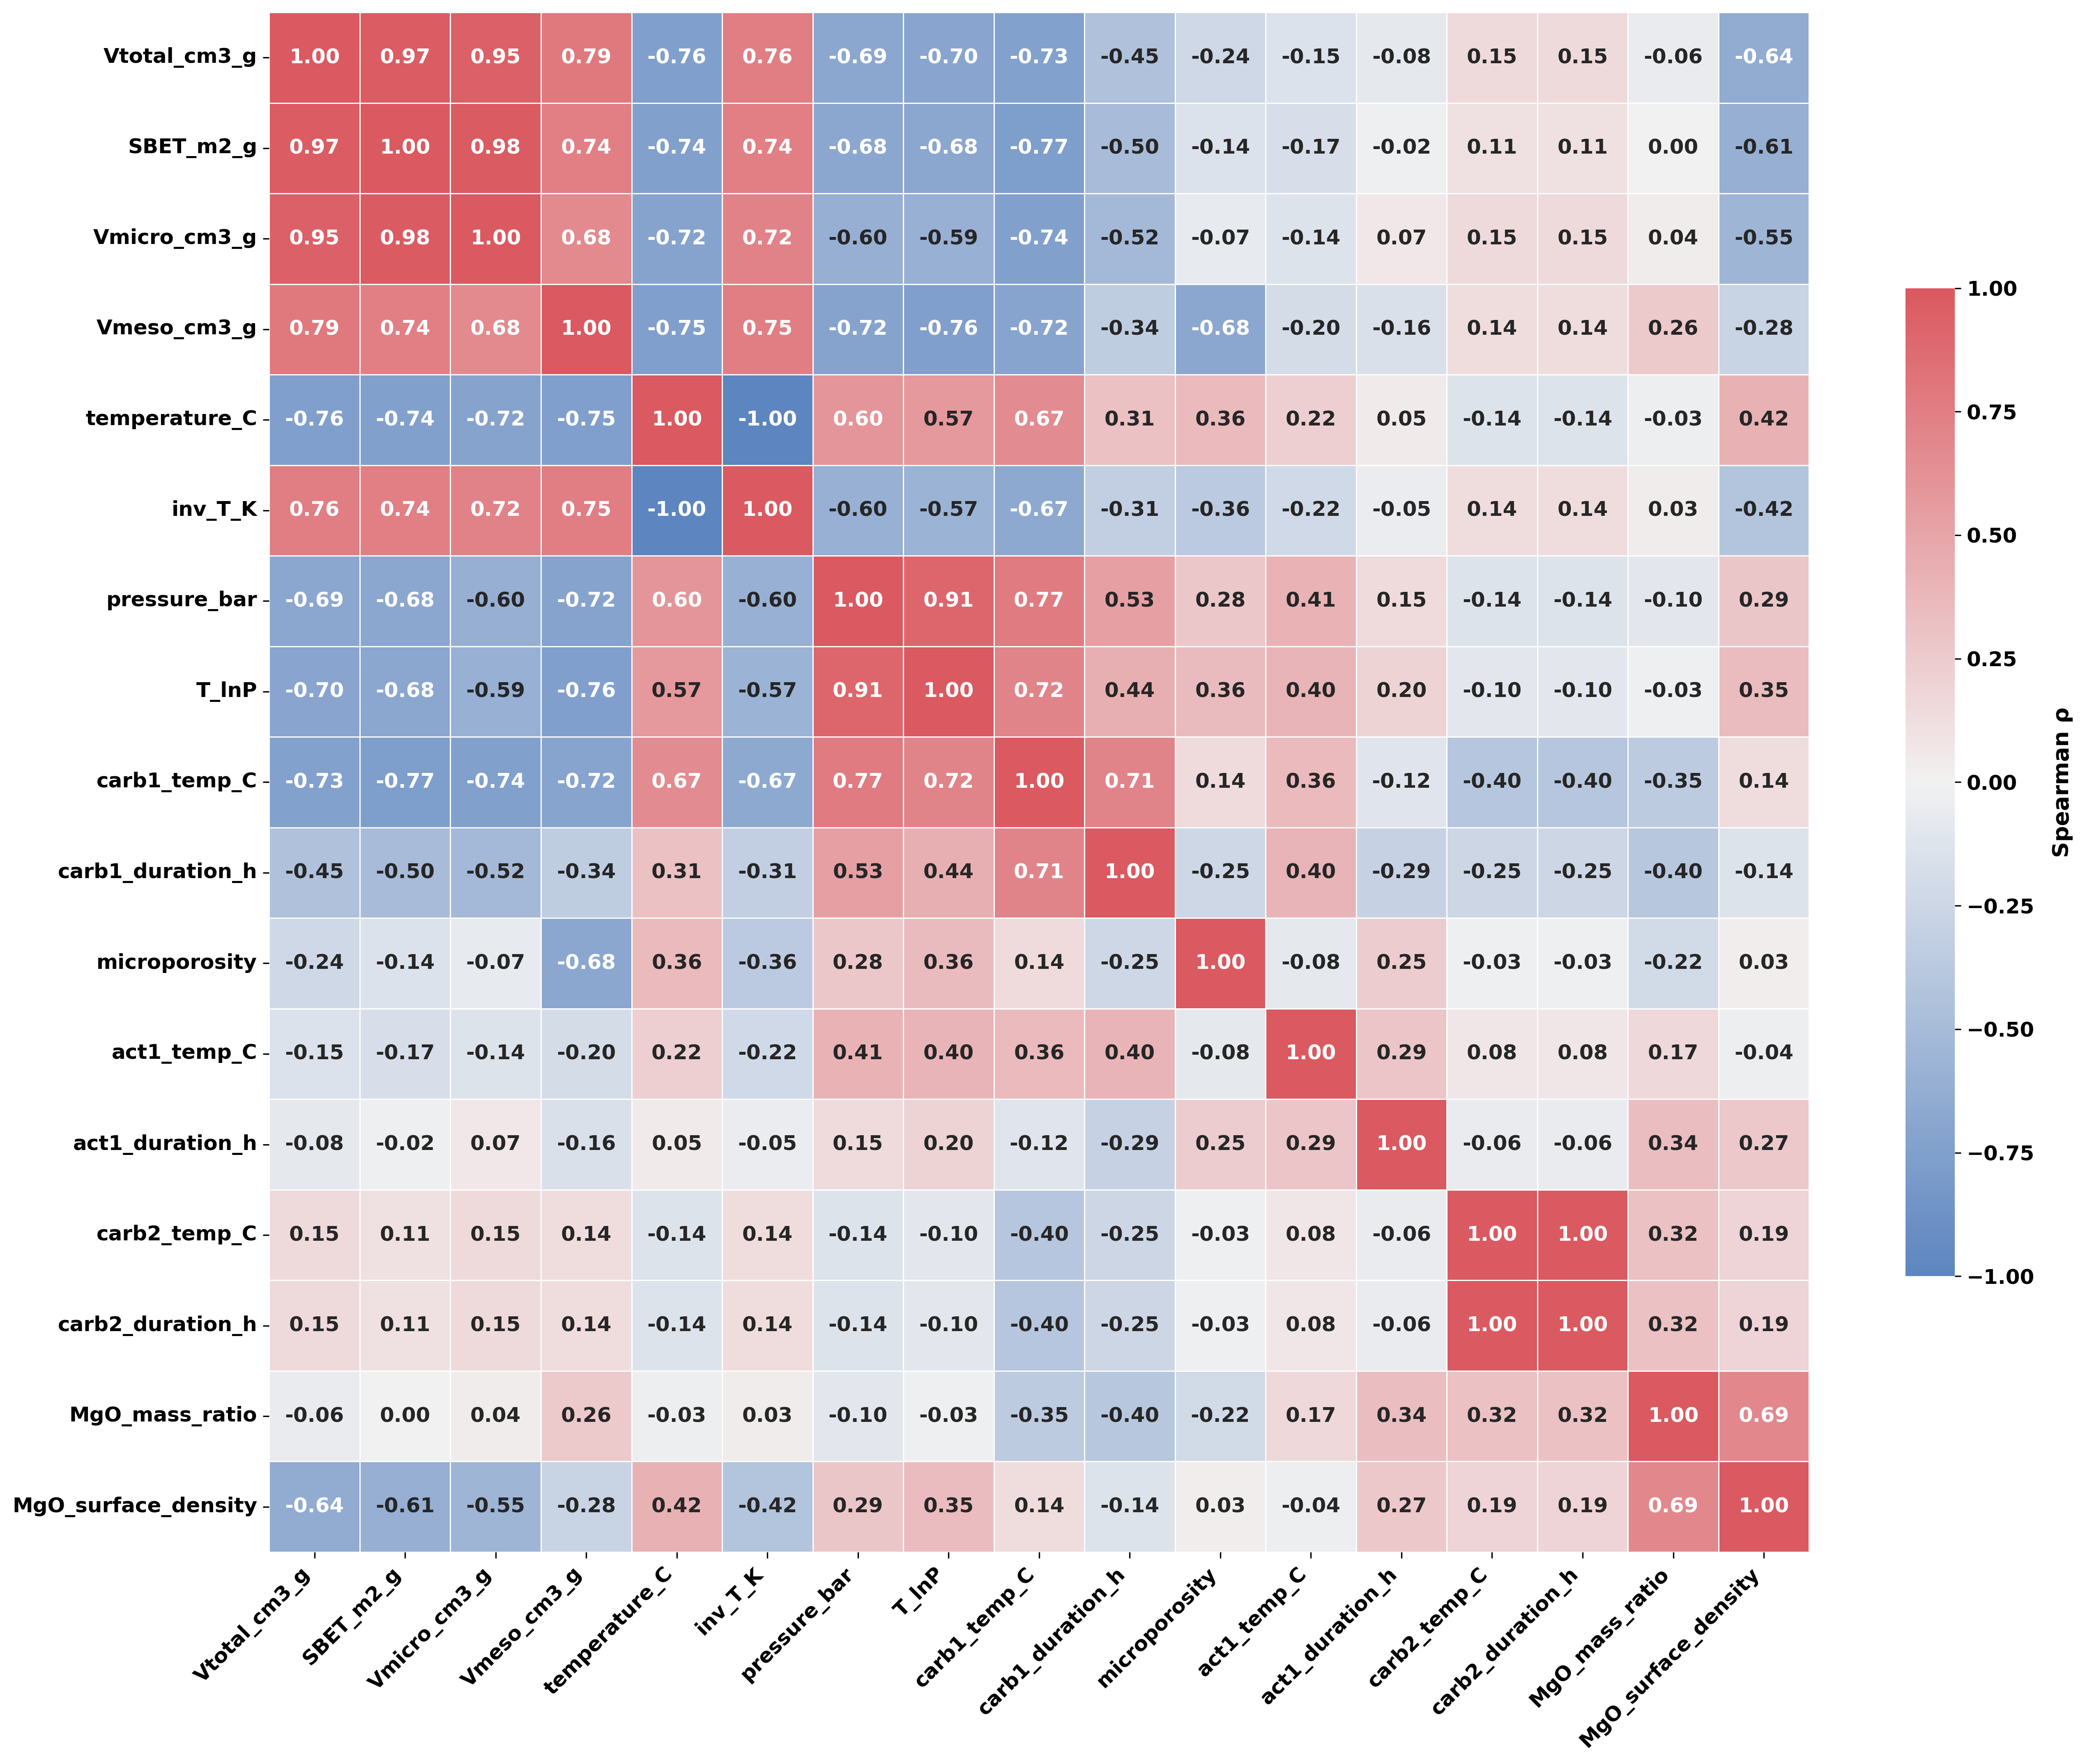 Vtotal_cm3_g 1.00 0.97 0.95 0.79 -0.76 0.76 -0.69 -0.70 -0.73 -0.45 -0.24 -0.15 -0.08 0.15 0.15 -0.06 -0.64
SBET_m2_g 0.97 1.00 0.98 0.74 -0.74 0.74 -0.68 -0.68 -0.77 -0.50 -0.14 -0.17 -0.02 0.11 0.11 0.00 -0.61
Vmicro_cm3_g 0.95 0.98 1.00 0.68 -0.72 0.72 -0.60 -0.59 -0.74 -0.52 -0.07 -0.14 0.07 0.15 0.15 0.04 -0.55
Vmeso_cm3_g 0.79 0.74 0.68 1.00 -0.75 0.75 -0.72 -0.76 -0.72 -0.34 -0.68 -0.20 -0.16 0.14 0.14 0.26 -0.28
temperature_C -0.76 -0.74 -0.72 -0.75 1.00 -1.00 0.60 0.57 0.67 0.31 0.36 0.22 0.05 -0.14 -0.14 -0.03 0.42
inv_T_K 0.76 0.74 0.72 0.75 -1.00 1.00 -0.60 -0.57 -0.67 -0.31 -0.36 -0.22 -0.05 0.14 0.14 0.03 -0.42
pressure_bar -0.69 -0.68 -0.60 -0.72 0.60 -0.60 1.00 0.91 0.77 0.53 0.28 0.41 0.15 -0.14 -0.14 -0.10 0.29
T_lnP -0.70 -0.68 -0.59 -0.76 0.57 -0.57 0.91 1.00 0.72 0.44 0.36 0.40 0.20 -0.10 -0.10 -0.03 0.35
carb1_temp_C -0.73 -0.77 -0.74 -0.72 0.67 -0.67 0.77 0.72 1.00 0.71 0.14 0.36 -0.12 -0.40 -0.40 -0.35 0.14
carb1_duration_h -0.45 -0.50 -0.52 -0.34 0.31 -0.31 0.53 0.44 0.71 1.00 -0.25 0.40 -0.29 -0.25 -0.25 -0.40 -0.14
microporosity -0.24 -0.14 -0.07 -0.68 0.36 -0.36 0.28 0.36 0.14 -0.25 1.00 -0.08 0.25 -0.03 -0.03 -0.22 0.03
act1_temp_C -0.15 -0.17 -0.14 -0.20 0.22 -0.22 0.41 0.40 0.36 0.40 -0.08 1.00 0.29 0.08 0.08 0.17 -0.04
act1_duration_h -0.08 -0.02 0.07 -0.16 0.05 -0.05 0.15 0.20 -0.12 -0.29 0.25 0.29 1.00 -0.06 -0.06 0.34 0.27
carb2_temp_C 0.15 0.11 0.15 0.14 -0.14 0.14 -0.14 -0.10 -0.40 -0.25 -0.03 0.08 -0.06 1.00 1.00 0.32 0.19
carb2_duration_h 0.15 0.11 0.15 0.14 -0.14 0.14 -0.14 -0.10 -0.40 -0.25 -0.03 0.08 -0.06 1.00 1.00 0.32 0.19
MgO_mass_ratio -0.06 0.00 0.04 0.26 -0.03 0.03 -0.10 -0.03 -0.35 -0.40 -0.22 0.17 0.34 0.32 0.32 1.00 0.69
MgO_surface_density -0.64 -0.61 -0.55 -0.28 0.42 -0.42 0.29 0.35 0.14 -0.14 0.03 -0.04 0.27 0.19 0.19 0.69 1.00
Vtotal_cm3_g
SBET_m2_g
Vmicro_cm3_g
Vmeso_cm3_g
temperature_C
inv_T_K
pressure_bar
T_lnP
carb1_temp_C
carb1_duration_h
microporosity
act1_temp_C
act1_duration_h
carb2_temp_C
carb2_duration_h
MgO_mass_ratio
MgO_surface_density
1.00
0.75
0.50
0.25
0.00
−0.25
−0.50
−0.75
−1.00
Spearman ρ